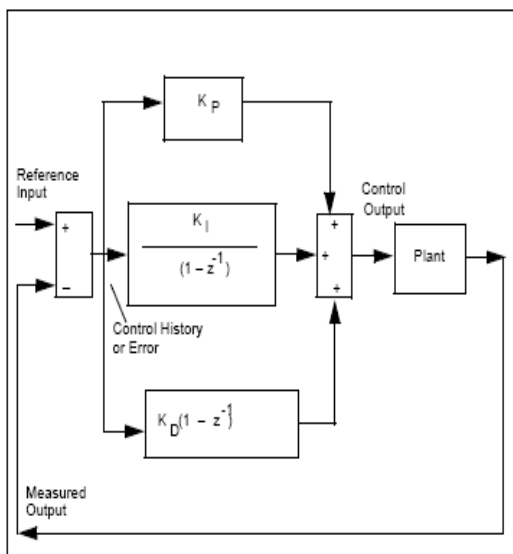 K P
Reference
Input
+
−
K I
(1 − z -1)
Control
Output
+
+
+
Plant
Control History
or Error
K D (1 − z -1)
Measured
Output